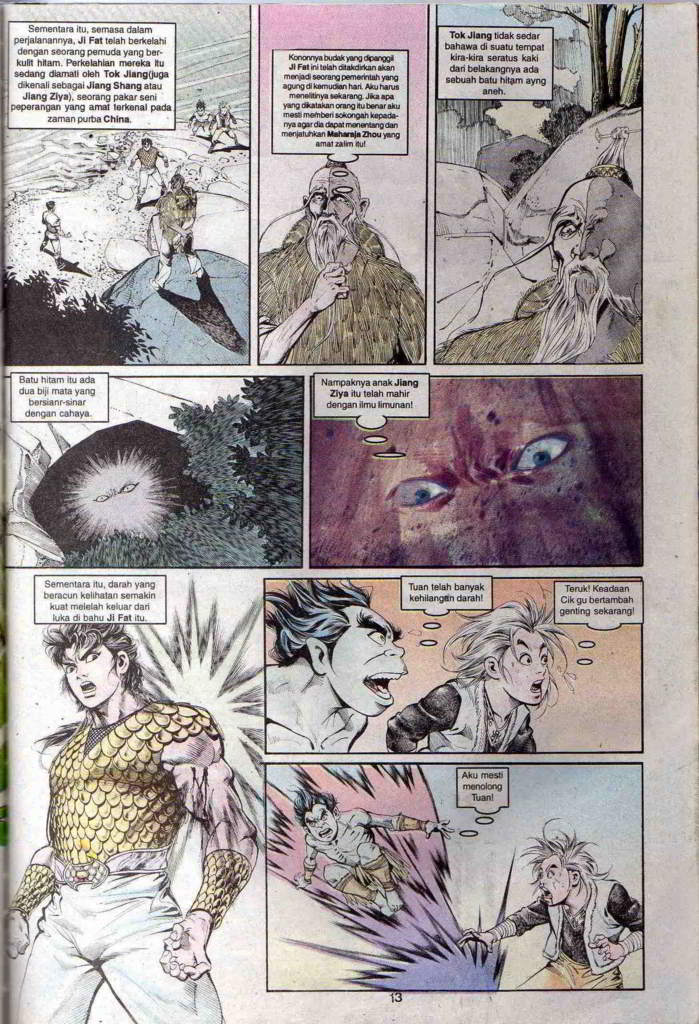 Sementara itu, semasa dalam
perjalanannya, Ji Fat telah berkelahi
dengan seorang pemuda yang ber-
kulit hitam. Perkelahian mereka itu
sedang diamati oleh Tok Jiang(juga
dikenali sebagai Jiang Shang atau
Jiang Ziya), seorang pakar seni
peperangan yang amat terkenal pada
zaman purba China.
Kononnya budak yang dipanggil
Ji Fat ini telah ditakdirkan akan
menjadi seorang pemerintah yang
agung di kemudian hari. Aku harus
menelitinya sekarang. Jika apa
yang dikatakan orang itu benar aku
mesti memberi sokongah kepada-
nya agar dia dapat menentang dan
menjatuhkan Maharaja Zhou yang
amat zalim itu!
Tok Jiang tidak sedar
bahawa di suatu tempat
kira-kira seratus kaki
dari belakangnya ada
sebuah batu hitam ayng
aneh.
Batu hitam itu ada
dua biji mata yang
bersianr-sinar
dengan cahaya.
Nampaknya anak Jiang
Ziya itu telah mahir
dengan ilmu limunan!
Sementara itu, darah yang
beracun kelihatan semakin
kuat melelah keluar dari
luka di bahu Ji Fat itu.
Tuan telah banyak
kehilangtn darah!
Teruk! Keadaan
Cik gu bertambah
genting sekarang!
Aku mesti
menolong
Tuan!
13